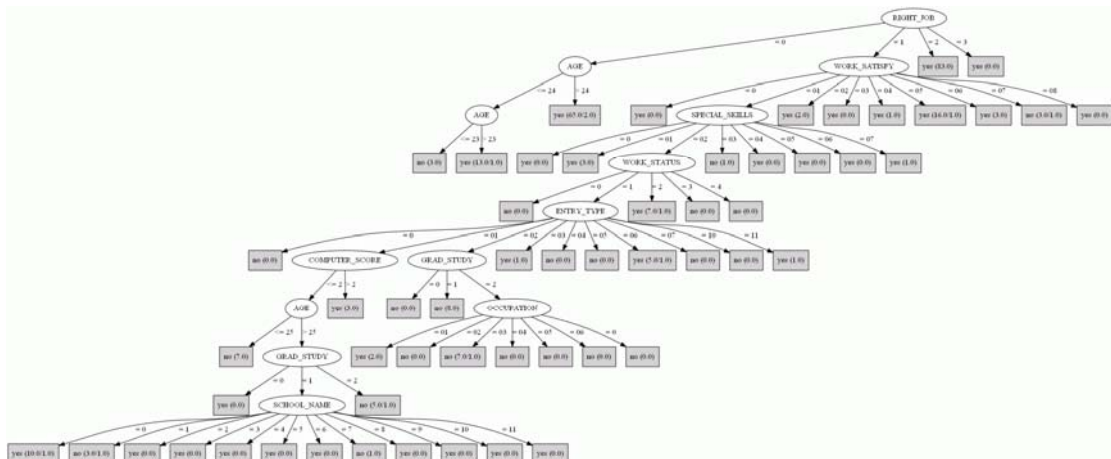 RIGHT_JOB
= 0 = 1 = 2 = 3
AGE WORK_SATISFY yes (83.0) yes (0.0)
<= 24 > 24 = 0 = 01 = 02 = 03 = 04 = 05 = 06 = 07 = 08
AGE yes (65.0/2.0) yes (0.0) SPECIAL_SKILLS yes (2.0) yes (0.0) yes (1.0) yes (16.0/1.0) yes (3.0) no (3.0/1.0) yes (0.0)
<= 23 > 23 = 0 = 01 = 02 = 03 = 04 = 05 = 06 = 07
no (3.0) yes (13.0/1.0) yes (0.0) yes (3.0) WORK_STATUS no (1.0) yes (0.0) yes (0.0) yes (0.0) yes (1.0)
= 0 = 1 = 2 = 3 = 4
no (0.0) ENTRY_TYPE yes (7.0/1.0) no (0.0) no (0.0)
= 0 = 01 = 02 = 03 = 04 = 05 = 06 = 07 = 10 = 11
no (0.0) COMPUTER_SCORE GRAD_STUDY yes (1.0) no (0.0) no (0.0) yes (5.0/1.0) no (0.0) no (0.0) yes (1.0)
<= 2 > 2 = 0 = 1 = 2
AGE yes (3.0) no (0.0) no (8.0) OCCUPATION
<= 25 > 25 = 01 = 02 = 03 = 04 = 05 = 06 = 0
no (7.0) GRAD_STUDY yes (2.0) no (0.0) no (7.0/1.0) no (0.0) no (0.0) no (0.0) no (0.0)
= 0 = 1 = 2
yes (0.0) SCHOOL_NAME no (5.0/1.0)
= 0 = 1 = 2 = 3 = 4 = 5 = 6 = 7 = 8 = 9 = 10 = 11
yes (10.0/1.0) no (3.0/1.0) yes (0.0) yes (0.0) yes (0.0) yes (0.0) yes (0.0) no (1.0) yes (0.0) yes (0.0) yes (0.0) yes (0.0)